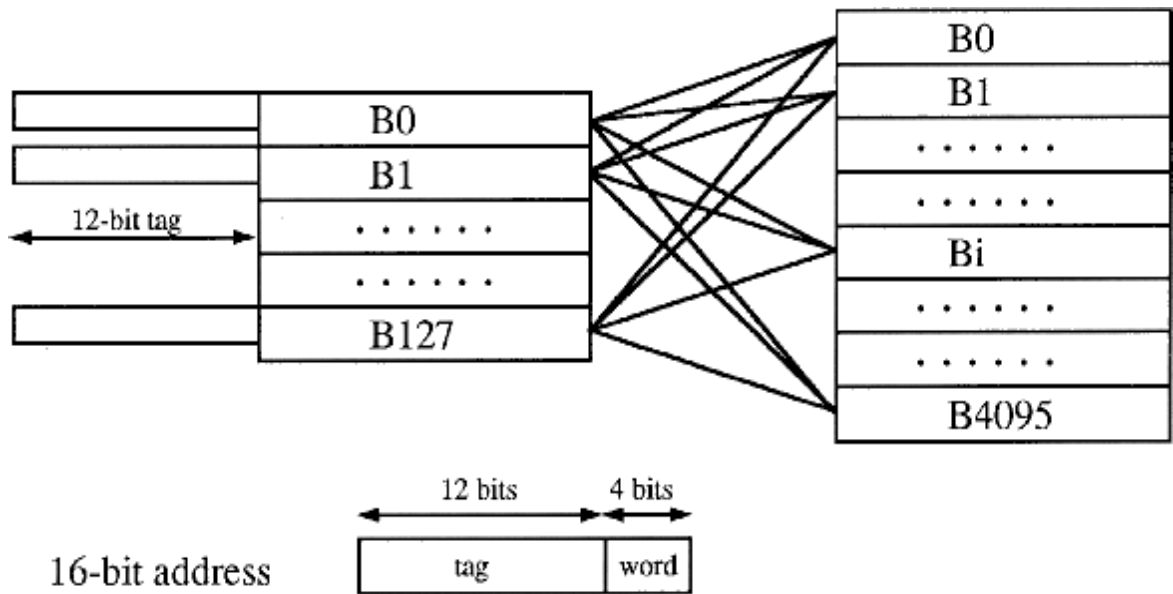 B0
B1
. . . . . .
. . . . . .
B127
12-bit tag
B0
B1
. . . . . .
. . . . . .
Bi
. . . . . .
. . . . . .
B4095
12 bits
4 bits
16-bit address
tag
word